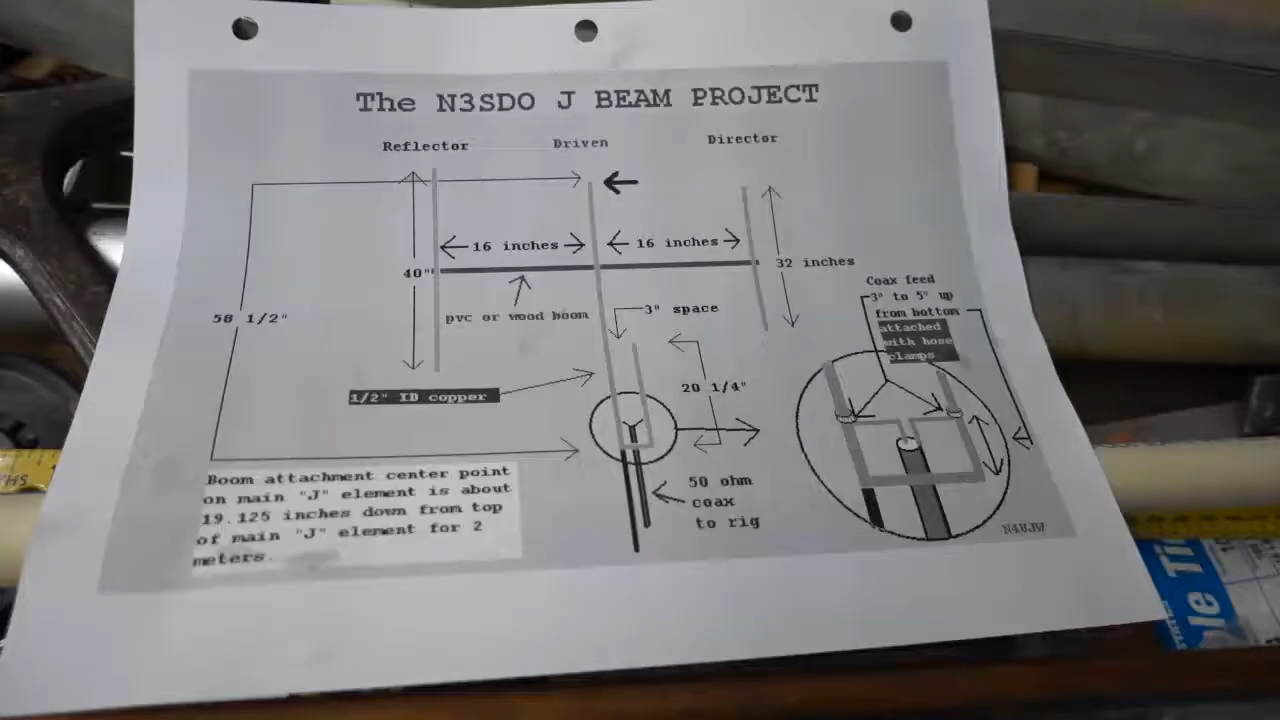 The N3SDO J BEAM PROJECT
Reflector
Driven
Director
16 inches
16 inches
40"
32 inches
58 1/2"
pvc or wood boom
3" space
1/2" ID copper
20 1/4"
Coax feed
3" to 5" up
from bottom
attached
with hose
clamps
50 ohm
coax
to rig
Boom attachment center point
on main "J" element is about
19.125 inches down from top
of main "J" element for 2
meters.
N4UJW